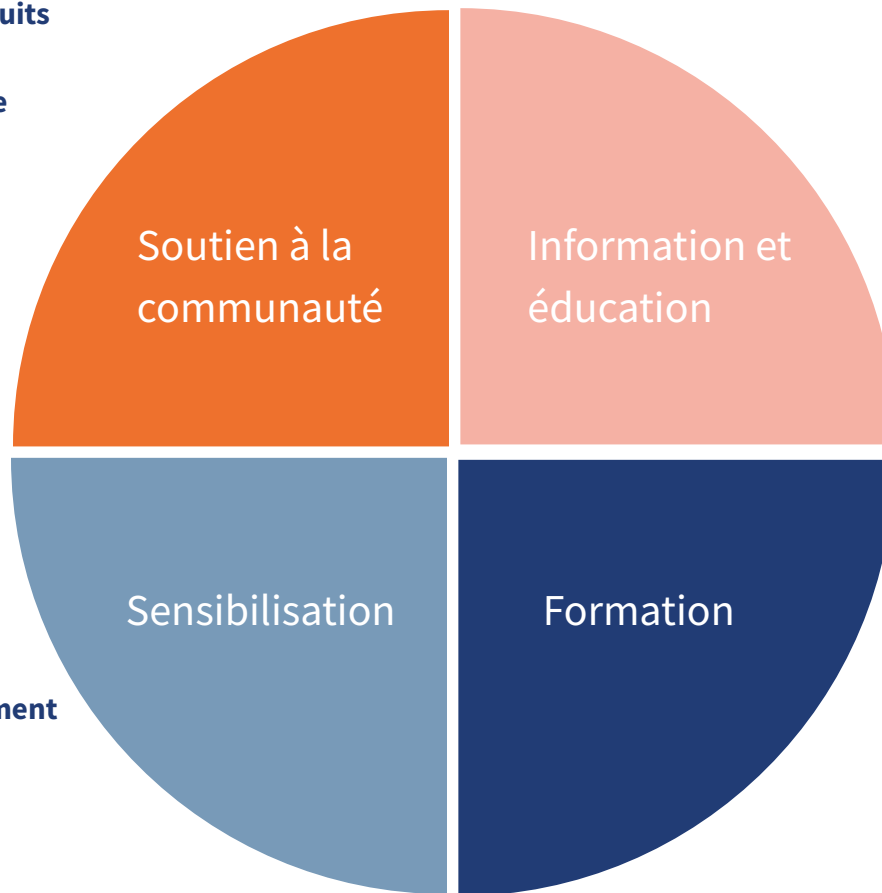 uits
e
Soutien à la
communauté
Information et
éducation
Sensibilisation
Formation
ment